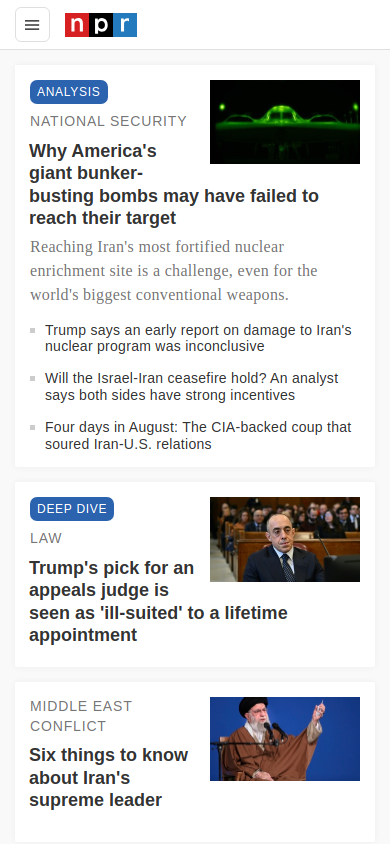 npr
ANALYSIS
NATIONAL SECURITY
Why America's
giant bunker-
busting bombs may have failed to
reach their target
Reaching Iran's most fortified nuclear
enrichment site is a challenge, even for the
world's biggest conventional weapons.
Trump says an early report on damage to Iran's
nuclear program was inconclusive
Will the Israel-Iran ceasefire hold? An analyst
says both sides have strong incentives
Four days in August: The CIA-backed coup that
soured Iran-U.S. relations
DEEP DIVE
LAW
Trump's pick for an
appeals judge is
seen as 'ill-suited' to a lifetime
appointment
MIDDLE EAST
CONFLICT
Six things to know
about Iran's
supreme leader